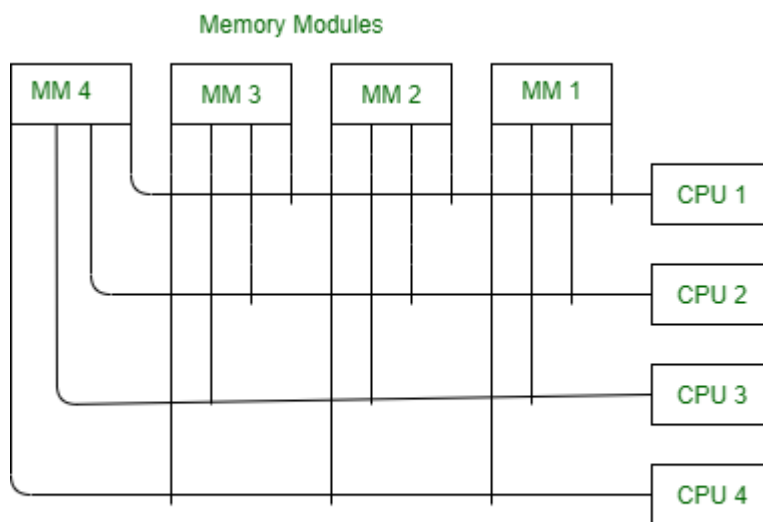 Memory Modules
MM 4
MM 3
MM 2
MM 1
CPU 1
CPU 2
CPU 3
CPU 4